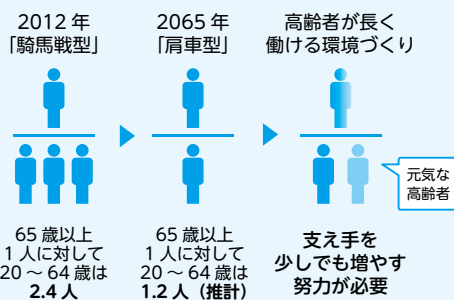 2012 年
「騎馬戦型」
65 歳以上
1 人に対して
20 ～ 64 歳は
2.4 人
2065 年
「肩車型」
65 歳以上
1 人に対して
20 ～ 64 歳は
1.2 人（推計）
高齢者が長く
働ける環境づくり
元気な
高齢者
支え手を
少しでも増やす
努力が必要